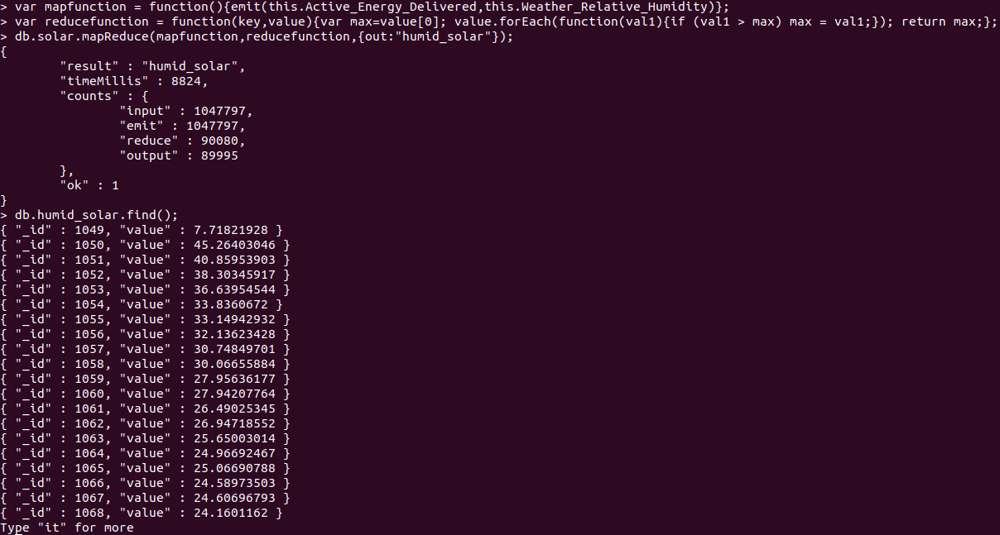 > var mapfunction = function(){emit(this.Active_Energy_Delivered,this.Weather_Relative_Humidity)};
> var reducefunction = function(key,value){var max=value[0]; value.forEach(function(val1){if (val1 > max) max = val1;}); return max;};
> db.solar.mapReduce(mapfunction,reducefunction,{out:"humid_solar"});
{
        "result" : "humid_solar",
        "timeMillis" : 8824,
        "counts" : {
                "input" : 1047797,
                "emit" : 1047797,
                "reduce" : 90080,
                "output" : 89995
        },
        "ok" : 1
}
> db.humid_solar.find();
{ "_id" : 1049, "value" : 7.71821928 }
{ "_id" : 1050, "value" : 45.26403046 }
{ "_id" : 1051, "value" : 40.85953903 }
{ "_id" : 1052, "value" : 38.30345917 }
{ "_id" : 1053, "value" : 36.63954544 }
{ "_id" : 1054, "value" : 33.8360672 }
{ "_id" : 1055, "value" : 33.14942932 }
{ "_id" : 1056, "value" : 32.13623428 }
{ "_id" : 1057, "value" : 30.74849701 }
{ "_id" : 1058, "value" : 30.06655884 }
{ "_id" : 1059, "value" : 27.95636177 }
{ "_id" : 1060, "value" : 27.94207764 }
{ "_id" : 1061, "value" : 26.49025345 }
{ "_id" : 1062, "value" : 26.94718552 }
{ "_id" : 1063, "value" : 25.65003014 }
{ "_id" : 1064, "value" : 24.96692467 }
{ "_id" : 1065, "value" : 25.06690788 }
{ "_id" : 1066, "value" : 24.58973503 }
{ "_id" : 1067, "value" : 24.60696793 }
{ "_id" : 1068, "value" : 24.1601162 }
Type "it" for more